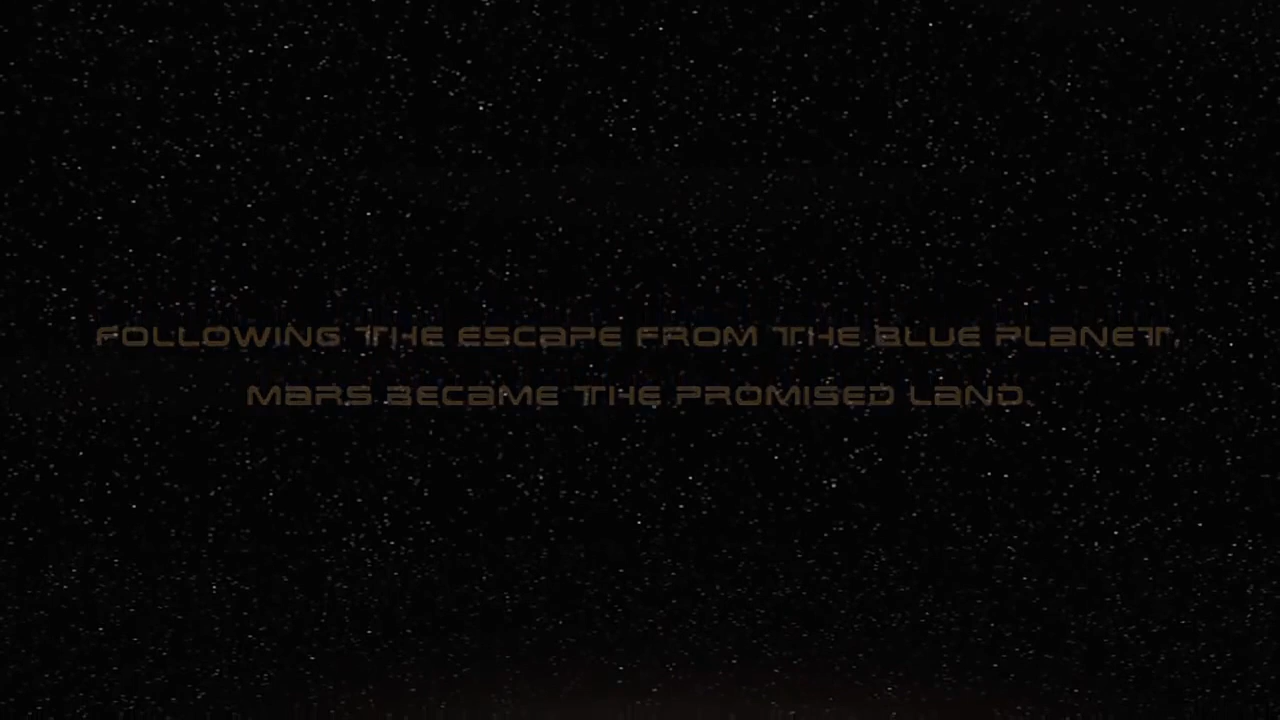 FOLLOWING THE ESCAPE FROM THE BLUE PLANET,
MARS BECAME THE PROMISED LAND.